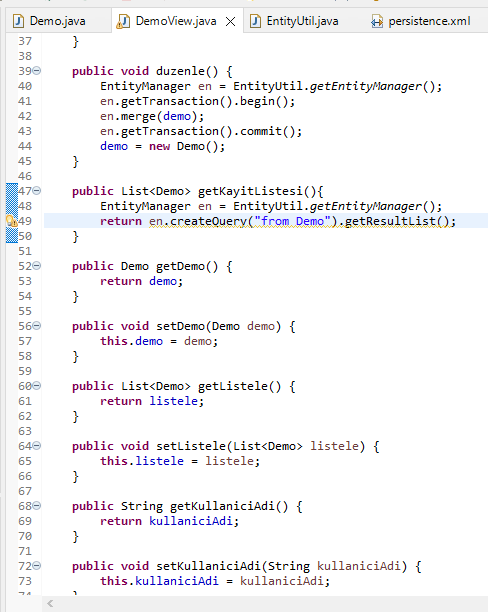 Demo.java DemoView.java EntityUtil.java persistence.xml
37 }
38
39 public void duzenle() {
40 EntityManager en = EntityUtil.getEntityManager();
41 en.getTransaction().begin();
42 en.merge(demo);
43 en.getTransaction().commit();
44 demo = new Demo();
45 }
46
47 public List<Demo> getKayitListesi(){
48 EntityManager en = EntityUtil.getEntityManager();
49 return en.createQuery("from Demo").getResultList();
50 }
51
52 public Demo getDemo() {
53 return demo;
54 }
55
56 public void setDemo(Demo demo) {
57 this.demo = demo;
58 }
59
60 public List<Demo> getListele() {
61 return listele;
62 }
63
64 public void setListele(List<Demo> listele) {
65 this.listele = listele;
66 }
67
68 public String getKullaniciAdi() {
69 return kullaniciAdi;
70 }
71
72 public void setKullaniciAdi(String kullaniciAdi) {
73 this.kullaniciAdi = kullaniciAdi;
74 }